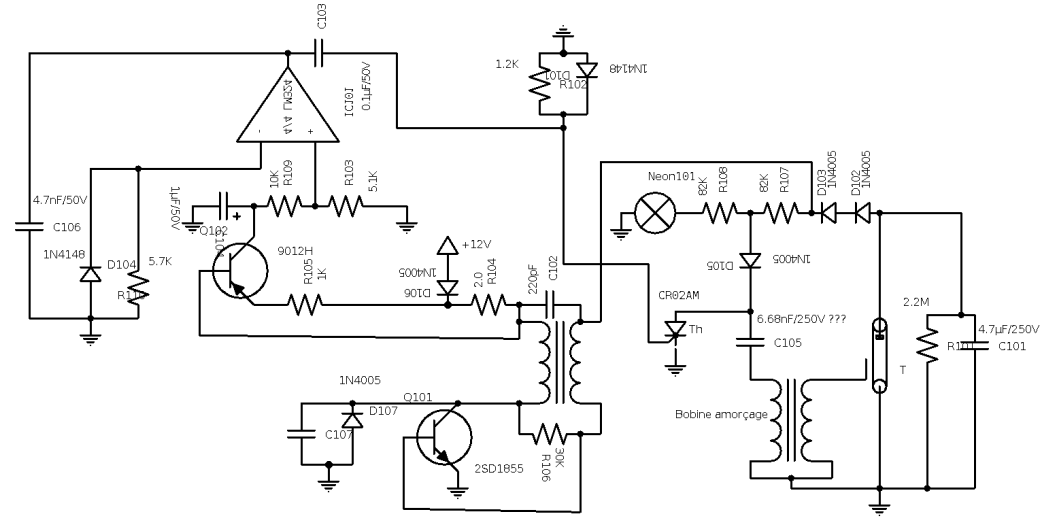 C103
1.2K
D101
R102
1N4148
LM324
4/4
-
+
IC101
0.1µF/50V
4.7nF/50V
C106
1N4148
D104
5.7K
1µF/50V
+
Q102
10K
R109
R103
5.1K
9012H
R105
1K
+12V
1N4005
D106
2.0
R104
220pF
C102
Neon101
82K
R108
82K
R107
D103
1N4005
D102
1N4005
D105
1N4005
CR02AM
Th
6.68nF/250V ???
C105
2.2M
R101
4.7µF/250V
C101
T
Bobine amorçage
1N4005
Q101
D107
C107
2SD1855
R106
30K